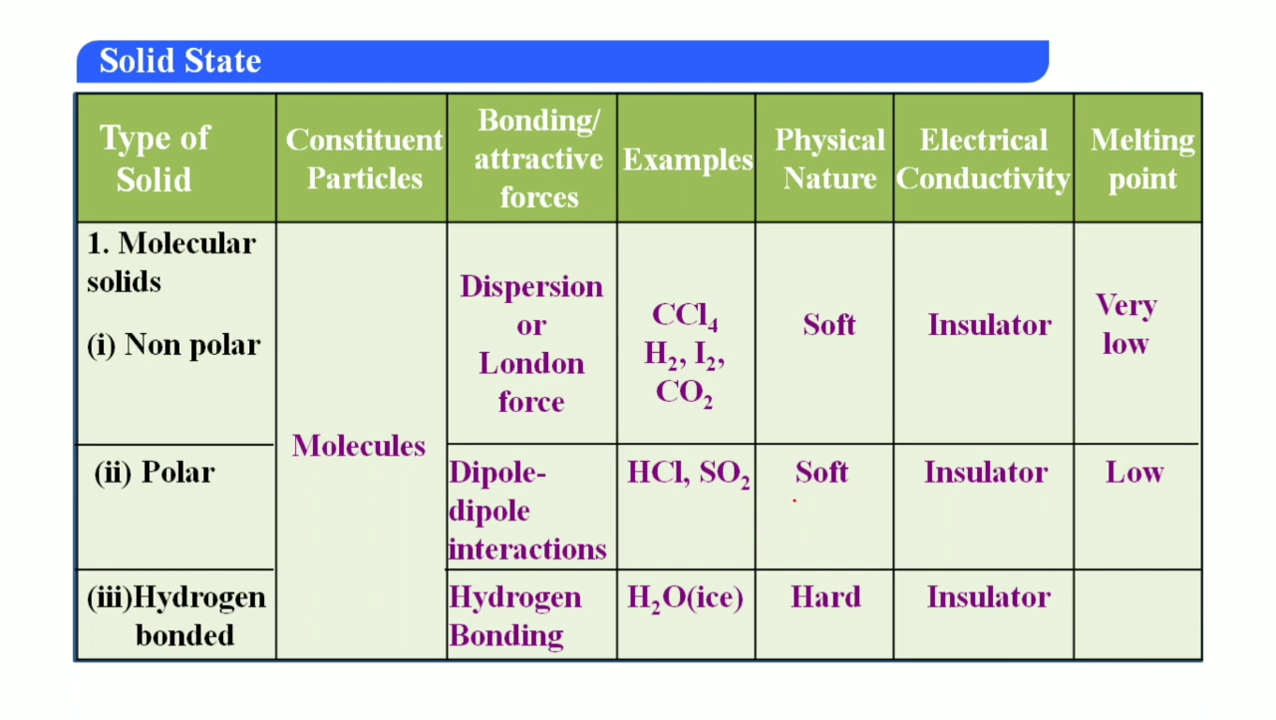 Solid State
Type of
Solid
Constituent
Particles
Bonding/
attractive
forces
Examples
Physical
Nature
Electrical
Conductivity
Melting
point
1. Molecular
solids
(i) Non polar
Molecules
Dispersion
or
London
force
CCl₄
H₂, I₂,
CO₂
Soft
Insulator
Very
low
(ii) Polar
Dipole-
dipole
interactions
HCl, SO₂
Soft
Insulator
Low
(iii)Hydrogen
bonded
Hydrogen
Bonding
H₂O(ice)
Hard
Insulator